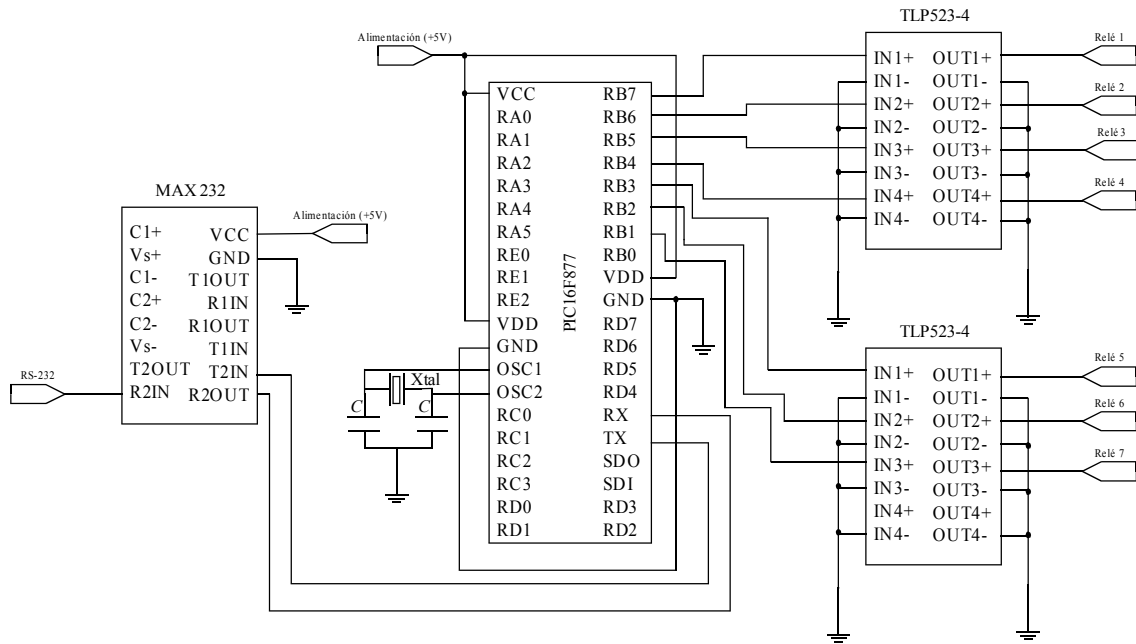 TLP523-4
Alimentación (+5V)
Relé 1
IN1+ OUT1+
IN1- OUT1-
Relé 2
IN2+ OUT2+
IN2- OUT2-
Relé 3
IN3+ OUT3+
IN3- OUT3-
Relé 4
IN4+ OUT4+
IN4- OUT4-
VCC RB7
RA0 RB6
RA1 RB5
RA2 RB4
RA3 RB3
RA4 RB2
RA5 RB1
RE0 RB0
RE1 VDD
RE2 GND
VDD RD7
GND RD6
OSC1 RD5
OSC2 RD4
RC0 RX
RC1 TX
RC2 SDO
RC3 SDI
RD0 RD3
RD1 RD2
PIC16F877
MAX 232
Alimentación (+5V)
C1+ VCC
Vs+ GND
C1- T1OUT
C2+ R1IN
C2- R1OUT
Vs- T1IN
T2OUT T2IN
R2IN R2OUT
RS-232
Xtal
C C
TLP523-4
Relé 5
IN1+ OUT1+
IN1- OUT1-
Relé 6
IN2+ OUT2+
IN2- OUT2-
Relé 7
IN3+ OUT3+
IN3- OUT3-
IN4+ OUT4+
IN4- OUT4-